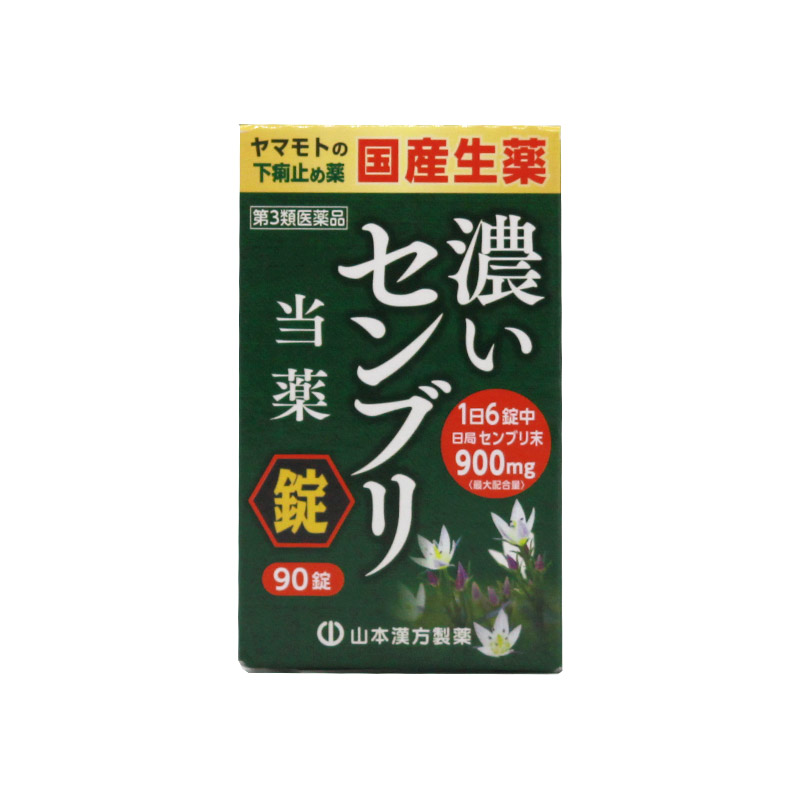 ヤマモトの
下痢止め薬
国産生薬
第3類医薬品
濃い
センブリ
当薬
錠
90錠
1日6錠中
日局 センブリ末
900mg
〈最大配合量〉
山本漢方製薬